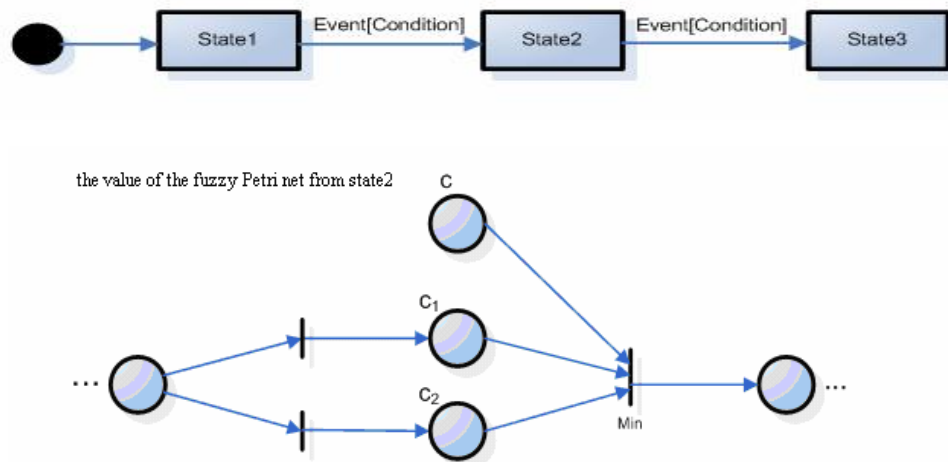 Event[Condition] Event[Condition]
State1 State2 State3
the value of the fuzzy Petri net from state2
C
C1
... ...
C2
Min